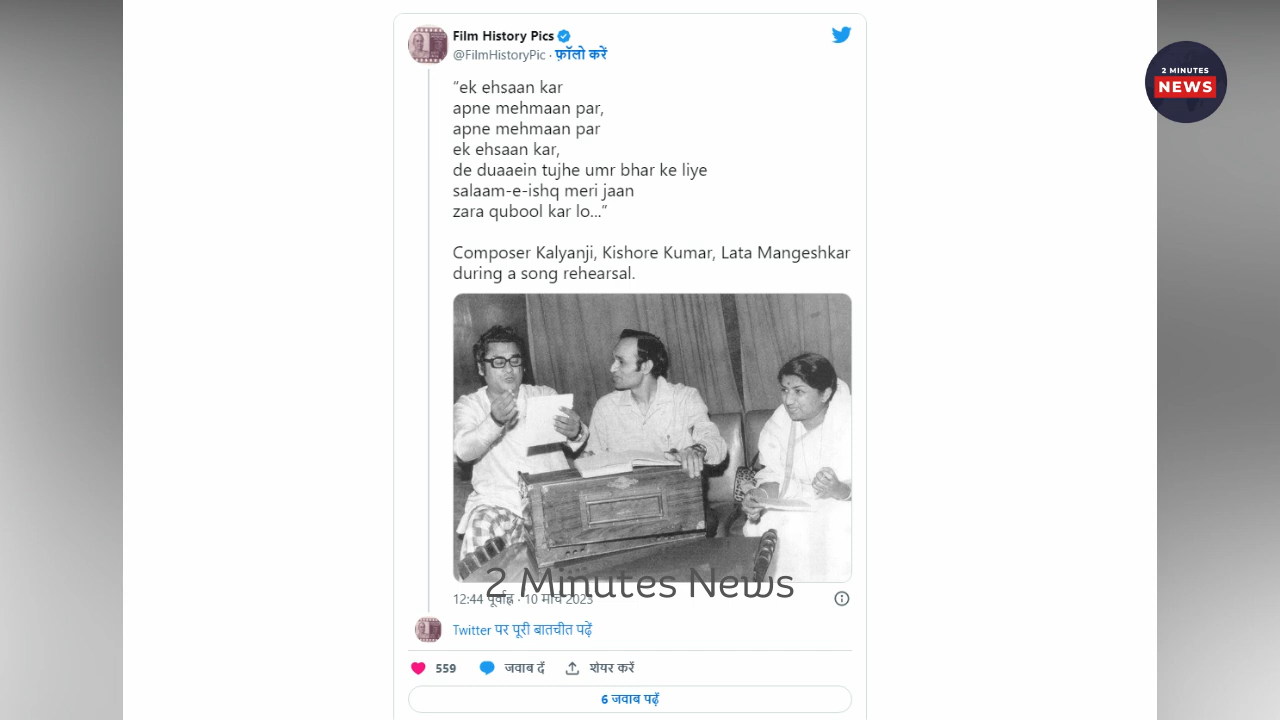 Film History Pics
@FilmHistoryPic · फ़ॉलो करें
“ek ehsaan kar
apne mehmaan par,
apne mehmaan par
ek ehsaan kar,
de duaaein tujhe umr bhar ke liye
salaam-e-ishq meri jaan
zara qubool kar lo...”
Composer Kalyanji, Kishore Kumar, Lata Mangeshkar
during a song rehearsal.
2 Minutes News
12:44 पूर्वाह्न · 10 मार्च 2023
Twitter पर पूरी बातचीत पढ़ें
559 जवाब दें शेयर करें
6 जवाब पढ़ें
2 MINUTES
NEWS